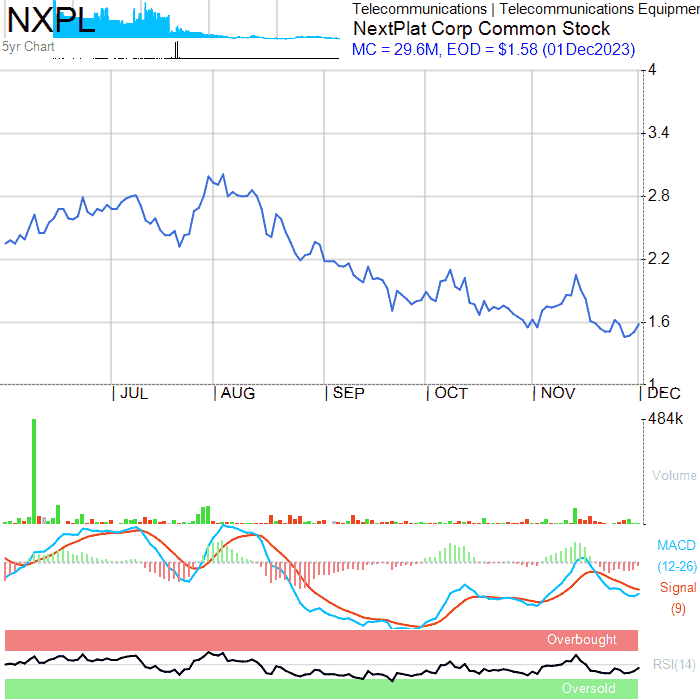 NXPL
5yr Chart
Telecommunications | Telecommunications Equipmen
NextPlat Corp Common Stock
MC = 29.6M, EOD = $1.58 (01Dec2023)
4
3.4
2.8
2.2
1.6
1
| JUL | AUG | SEP | OCT | NOV | DEC
484k
Volume
MACD
(12-26)
Signal
(9)
Overbought
RSI(14)
Oversold